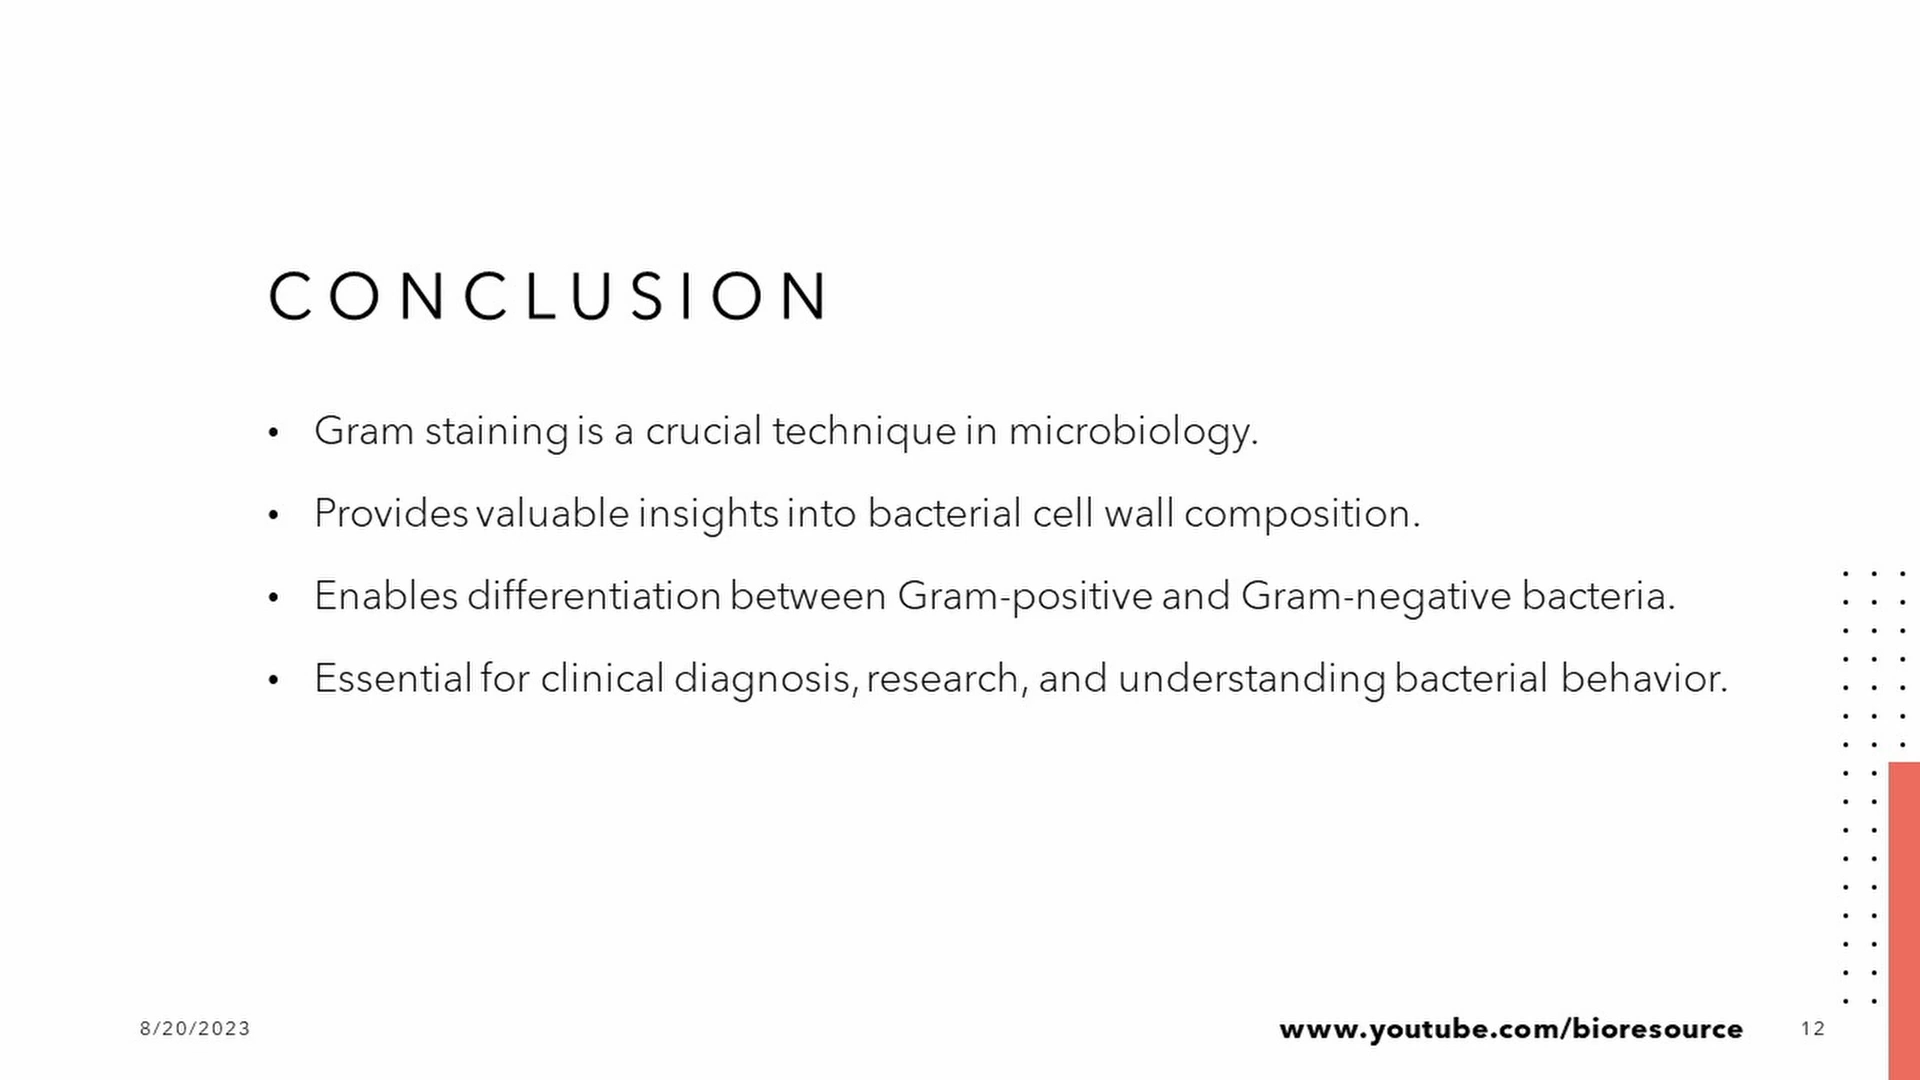 CONCLUSION
• Gram staining is a crucial technique in microbiology.
• Provides valuable insights into bacterial cell wall composition.
• Enables differentiation between Gram-positive and Gram-negative bacteria.
• Essential for clinical diagnosis, research, and understanding bacterial behavior.
8/20/2023
www.youtube.com/bioresource
12